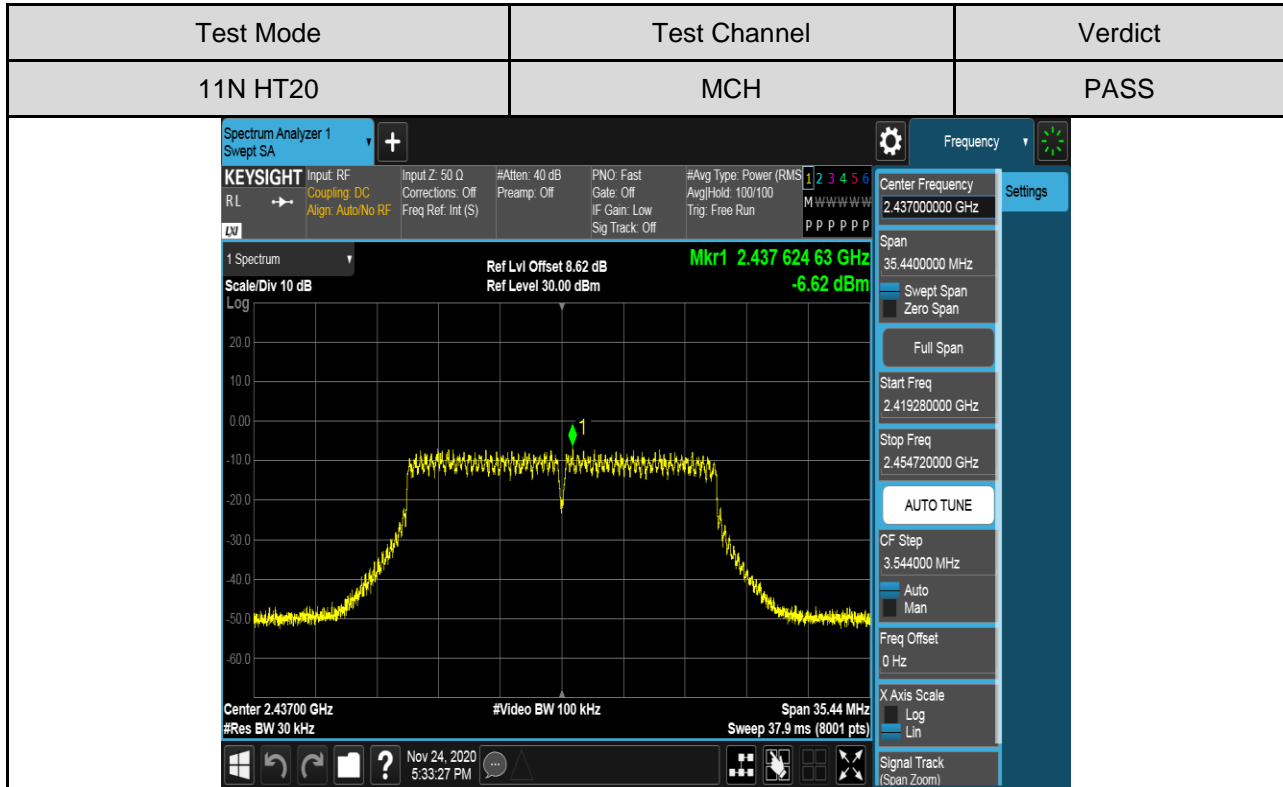 Test Mode Test Channel Verdict
11N HT20 MCH PASS
Spectrum Analyzer 1
Swept SA
+
Frequency
KEYSIGHT Input: RF Input Z: 50 Ω #Atten: 40 dB PNO: Fast #Avg Type: Power (RMS 1 2 3 4 5 6
RL Coupling: DC Corrections: Off Preamp: Off Gate: Off Avg|Hold: 100/100 M W W W W W
Align: Auto/No RF Freq Ref: Int (S) IF Gain: Low Trig: Free Run
LXI Sig Track: Off P P P P P P
1 Spectrum
Ref Lvl Offset 8.62 dB Mkr1 2.437 624 63 GHz
Scale/Div 10 dB Ref Level 30.00 dBm -6.62 dBm
Log
20.0
10.0
0.00
1
-10.0
-20.0
-30.0
-40.0
-50.0
-60.0
Center 2.43700 GHz #Video BW 100 kHz Span 35.44 MHz
#Res BW 30 kHz Sweep 37.9 ms (8001 pts)
?
Nov 24, 2020
5:33:27 PM
Center Frequency
2.437000000 GHz
Settings
Span
35.4400000 MHz
Swept Span
Zero Span
Full Span
Start Freq
2.419280000 GHz
Stop Freq
2.454720000 GHz
AUTO TUNE
CF Step
3.544000 MHz
Auto
Man
Freq Offset
0 Hz
X Axis Scale
Log
Lin
Signal Track
(Span Zoom)